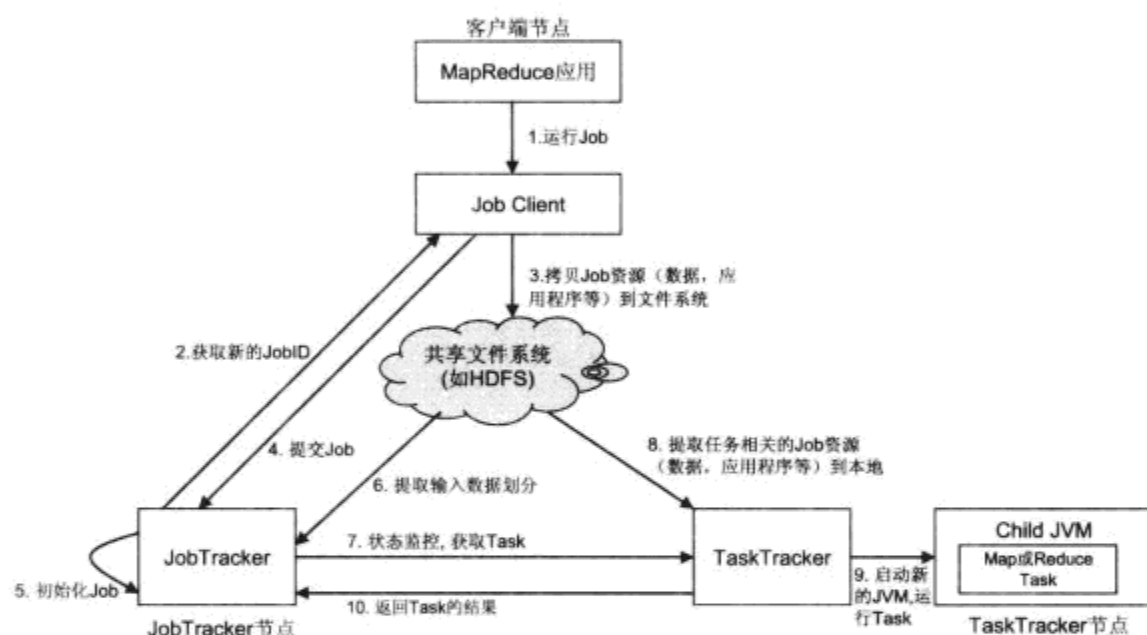 客户端节点
MapReduce应用
1.运行Job
Job Client
3.拷贝Job资源（数据，应
用程序等）到文件系统
2.获取新的JobID
共享文件系统
(如HDFS)
4. 提交Job
8. 提取任务相关的Job资源
（数据，应用程序等）到本地
6. 提取输入数据划分
JobTracker
7. 状态监控, 获取Task
TaskTracker
Child JVM
Map或Reduce
Task
5. 初始化Job
10. 返回Task的结果
9. 启动新
的JVM,运
行Task
JobTracker节点
TaskTracker节点